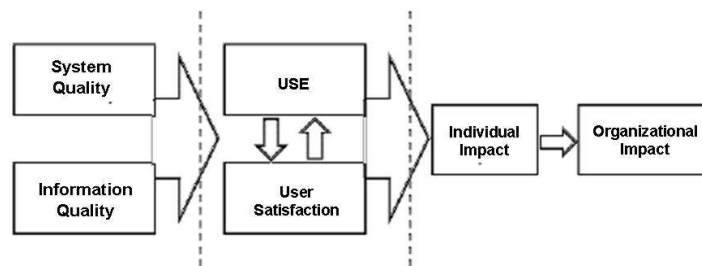 System
Quality
USE
Individual
Impact
Organizational
Impact
Information
Quality
User
Satisfaction